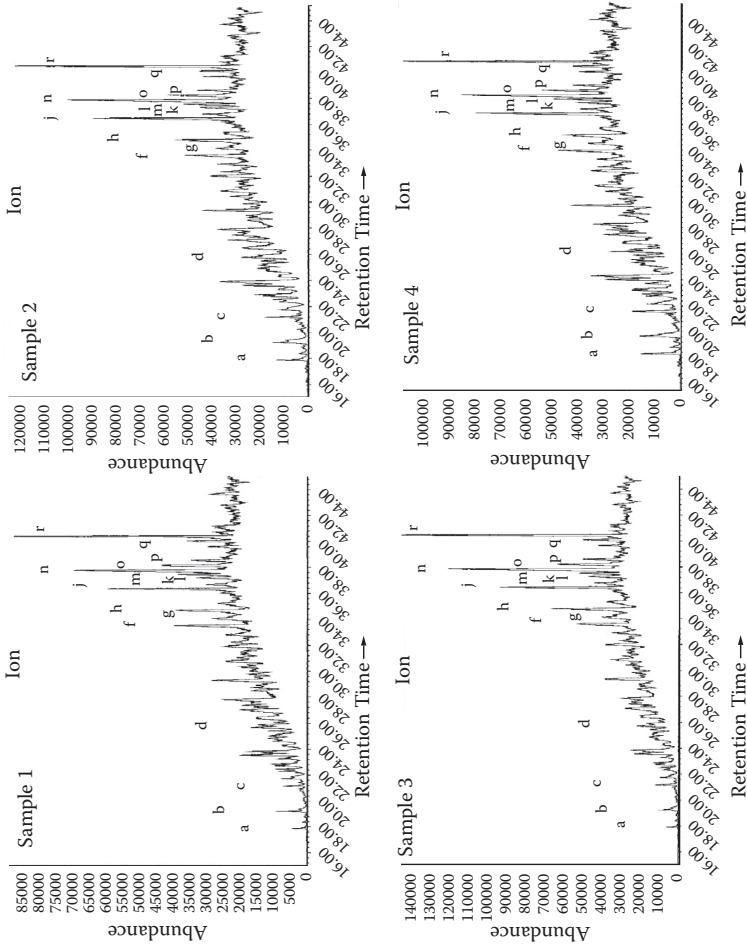 Sample 1
Ion
Abundance
85000
80000
75000
70000
65000
60000
55000
50000
45000
40000
35000
30000
25000
20000
15000
10000
5000
0
a
b
c
d
f
g
h
j
k
l
m
n
o
p
q
r
16.00 18.00 20.00 22.00 24.00 26.00 28.00 30.00 32.00 34.00 36.00 38.00 40.00 42.00 44.00
Retention Time →
Sample 2
Ion
Abundance
120000
110000
100000
90000
80000
70000
60000
50000
40000
30000
20000
10000
0
a
b
c
d
f
g
h
j
k
l
m
n
o
p
q
r
16.00 18.00 20.00 22.00 24.00 26.00 28.00 30.00 32.00 34.00 36.00 38.00 40.00 42.00 44.00
Retention Time →
Sample 3
Ion
Abundance
140000
130000
120000
110000
100000
90000
80000
70000
60000
50000
40000
30000
20000
10000
0
a
b
c
d
f
g
h
j
k
l
m
n
o
p
q
r
16.00 18.00 20.00 22.00 24.00 26.00 28.00 30.00 32.00 34.00 36.00 38.00 40.00 42.00 44.00
Retention Time →
Sample 4
Ion
Abundance
100000
90000
80000
70000
60000
50000
40000
30000
20000
10000
0
a
b
c
d
f
g
h
j
k
l
m
n
o
p
q
r
16.00 18.00 20.00 22.00 24.00 26.00 28.00 30.00 32.00 34.00 36.00 38.00 40.00 42.00 44.00
Retention Time →